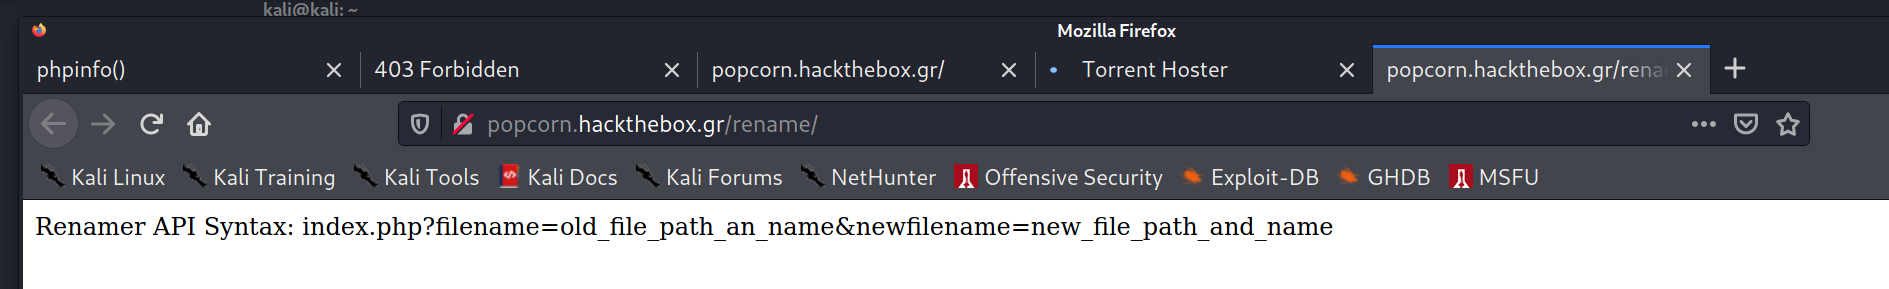 kali@kali: ~
Mozilla Firefox
phpinfo() 403 Forbidden popcorn.hackthebox.gr/ Torrent Hoster popcorn.hackthebox.gr/rena
popcorn.hackthebox.gr/rename/
Kali Linux Kali Training Kali Tools Kali Docs Kali Forums NetHunter Offensive Security Exploit-DB GHDB MSFU
Renamer API Syntax: index.php?filename=old_file_path_an_name&newfilename=new_file_path_and_name